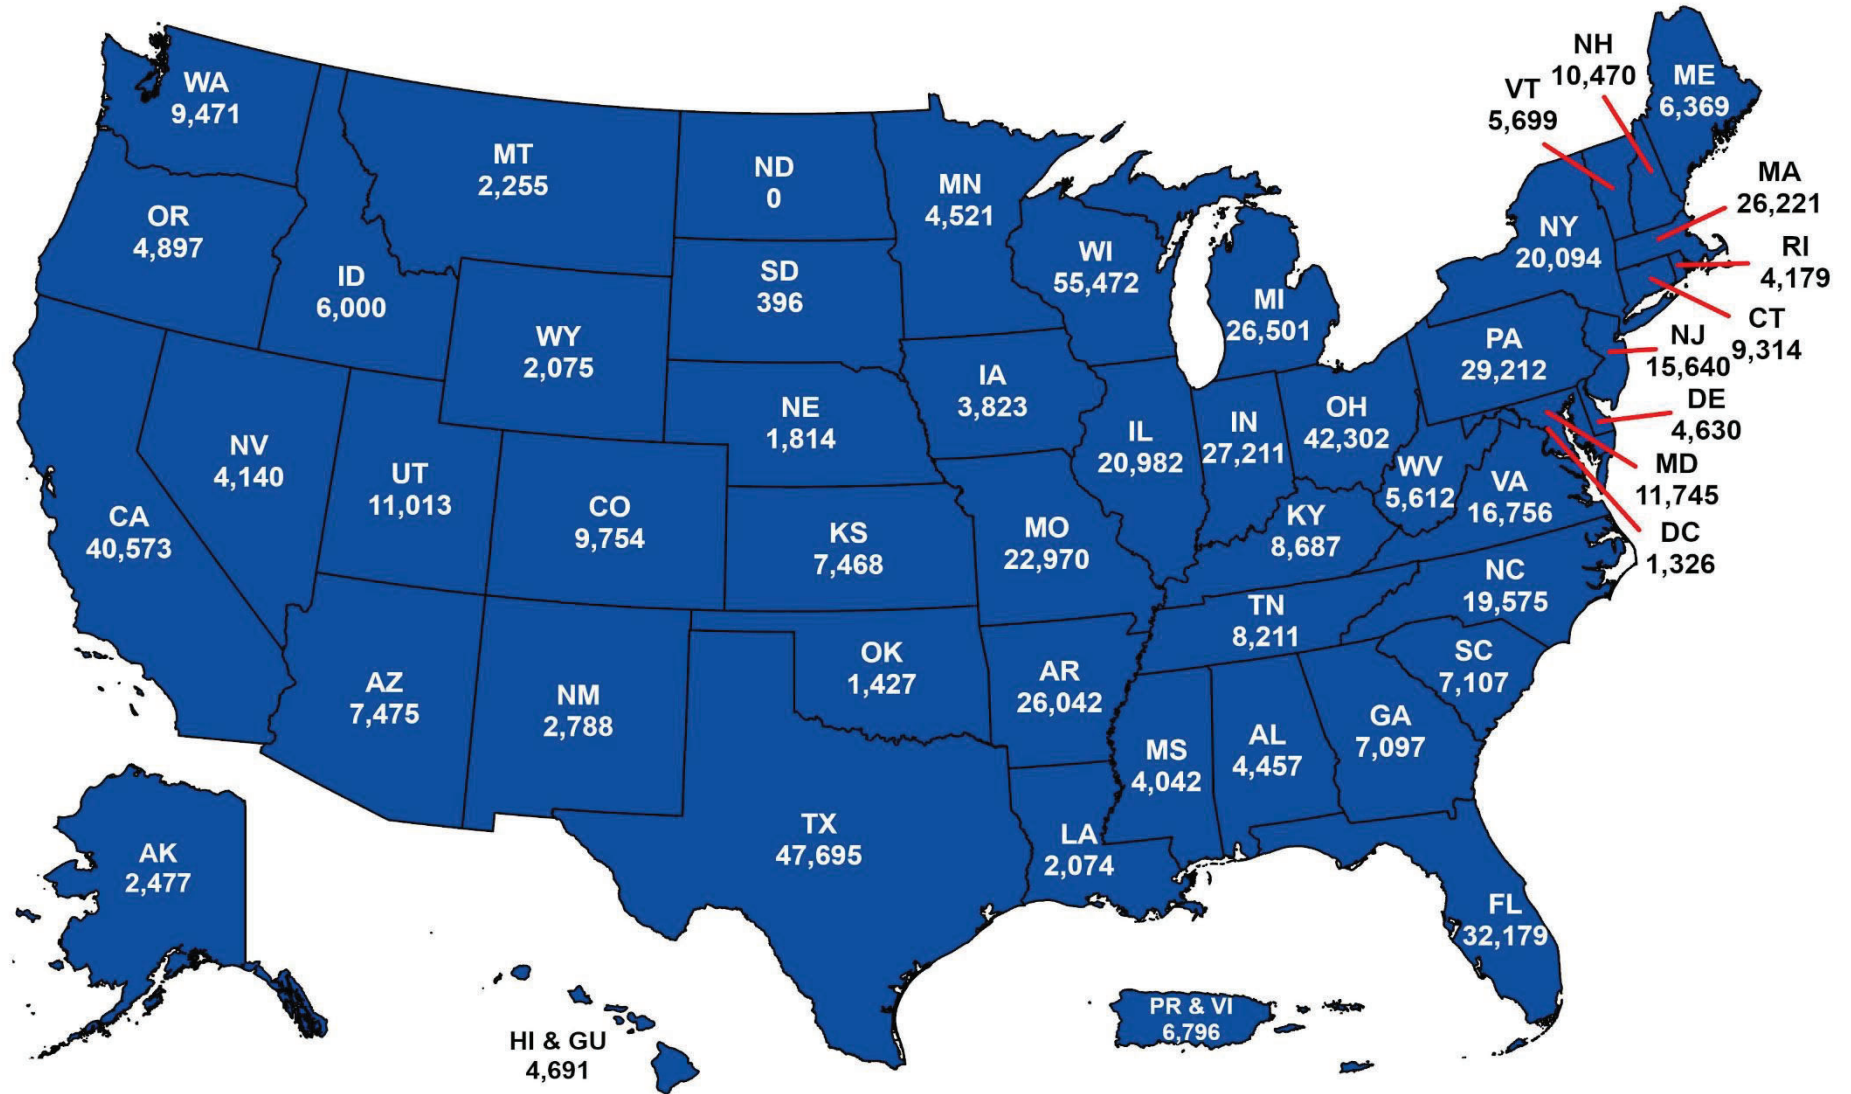 NH
10,470
VT
5,699
ME
6,369
WA
9,471
MT
2,255
ND
0
MN
4,521
MA
26,221
OR
4,897
NY
20,094
WI
55,472
RI
4,179
ID
6,000
SD
396
MI
26,501
CT
9,314
NJ
15,640
WY
2,075
PA
29,212
IA
3,823
DE
4,630
NE
1,814
OH
42,302
IN
27,211
IL
20,982
NV
4,140
UT
11,013
WV
5,612
MD
11,745
VA
16,756
CO
9,754
CA
40,573
KS
7,468
MO
22,970
KY
8,687
DC
1,326
NC
19,575
TN
8,211
OK
1,427
SC
7,107
AR
26,042
AZ
7,475
NM
2,788
GA
7,097
AL
4,457
MS
4,042
TX
47,695
LA
2,074
AK
2,477
FL
32,179
PR & VI
6,796
HI & GU
4,691